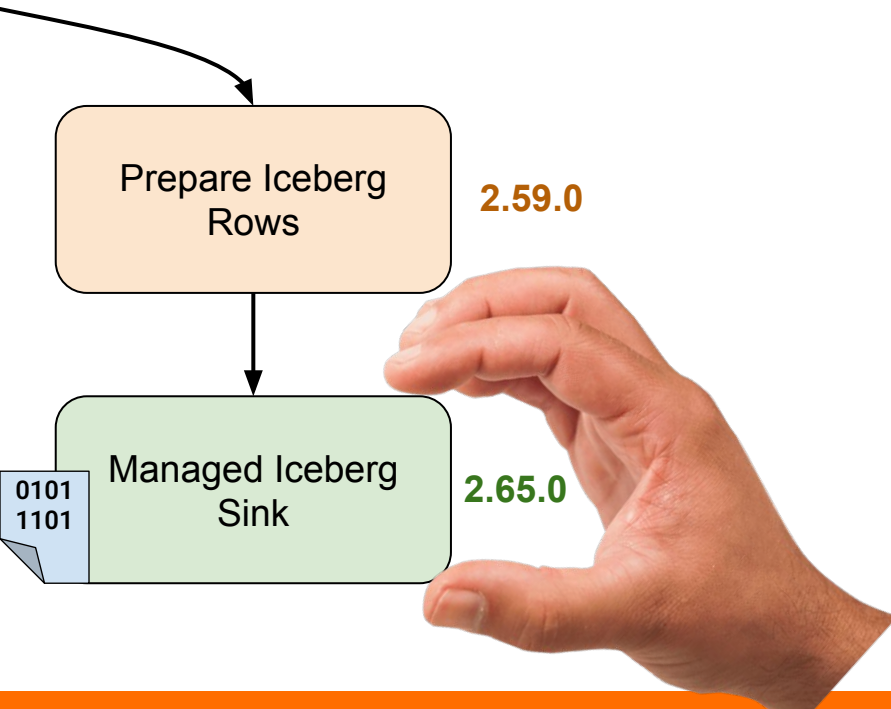 Prepare Iceberg
Rows
2.59.0
Managed Iceberg
Sink
2.65.0
0101
1101